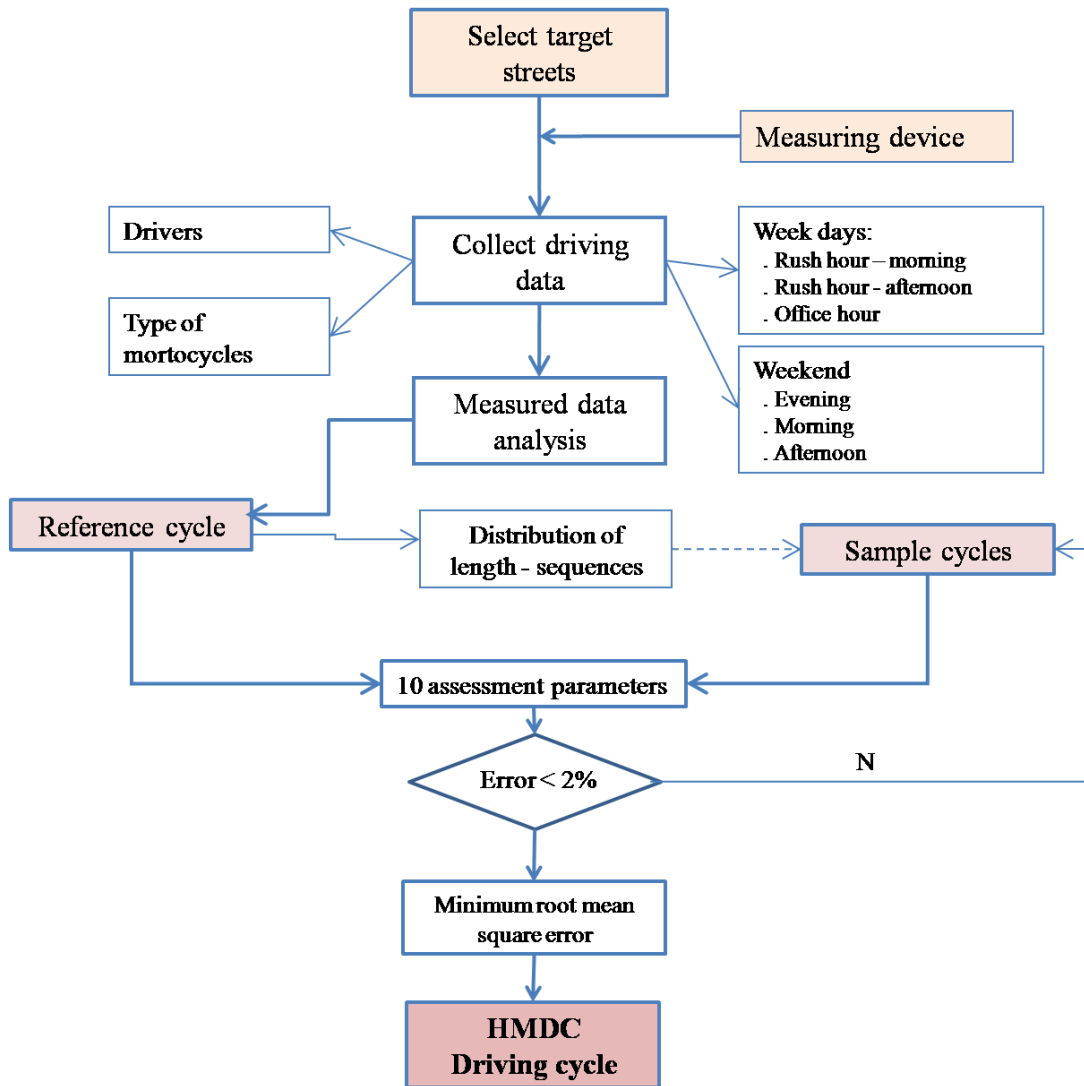 Select target
streets
Measuring device
Drivers
Collect driving
data
Week days:
. Rush hour – morning
. Rush hour - afternoon
. Office hour
Type of
mortocycles
Weekend
. Evening
. Morning
. Afternoon
Measured data
analysis
Reference cycle
Distribution of
length - sequences
Sample cycles
10 assessment parameters
Error < 2%
N
Minimum root mean
square error
HMDC
Driving cycle